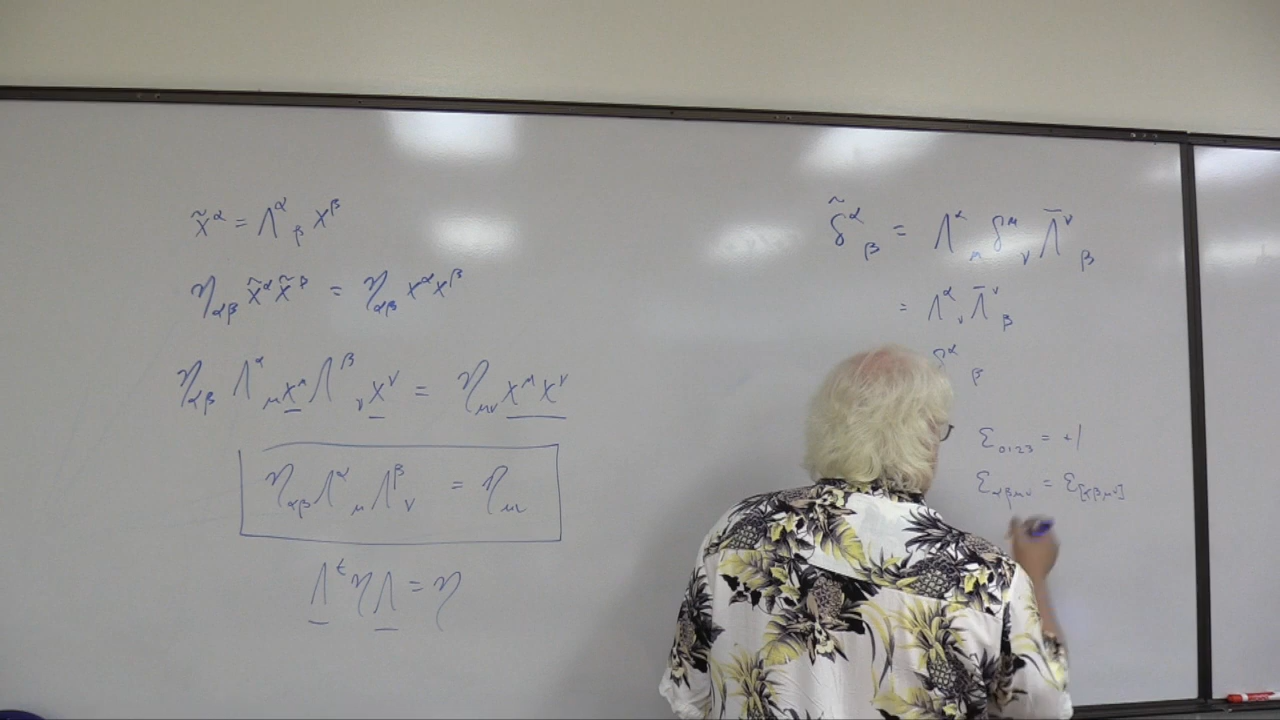 x̃^α = Λ^α_β x^β
η_αβ x̃^α x̃^β = η_αβ x^α x^β
η_αβ Λ^α_μ x^μ Λ^β_ν x^ν = η_μν x^μ x^ν
η_αβ Λ^α_μ Λ^β_ν = η_μν
Λ^t η Λ = η
δ̃^α_β = Λ^α_μ δ^μ_ν Λ̄^ν_β
= Λ^α_ν Λ̄^ν_β
δ^α_β
ε_0123 = +1
ε_αβμν = ε_[αβμν]